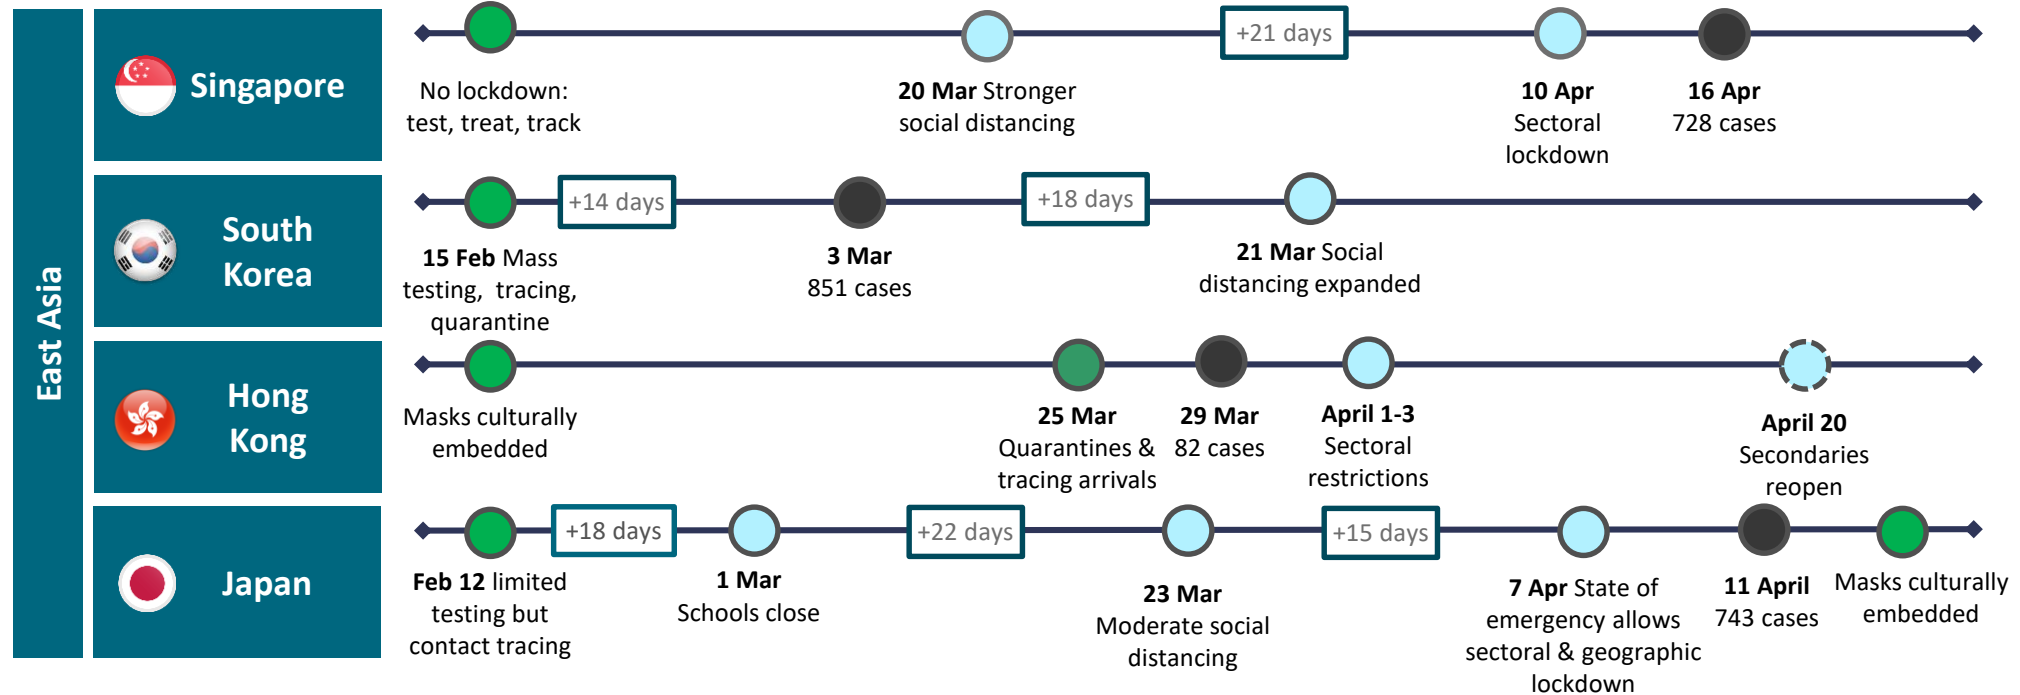 East Asia
Singapore
+21 days
No lockdown:
test, treat, track
20 Mar Stronger
social distancing
10 Apr
Sectoral
lockdown
16 Apr
728 cases
South
Korea
+14 days
+18 days
15 Feb Mass
testing,  tracing,
quarantine
3 Mar
851 cases
21 Mar Social
distancing expanded
Hong
Kong
Masks culturally
embedded
25 Mar
Quarantines &
tracing arrivals
29 Mar
82 cases
April 1-3
Sectoral
restrictions
April 20
Secondaries
reopen
Japan
+18 days
+22 days
+15 days
Feb 12 limited
testing but
contact tracing
1 Mar
Schools close
23 Mar
Moderate social
distancing
7 Apr State of
emergency allows
sectoral & geographic
lockdown
11 April
743 cases
Masks culturally
embedded